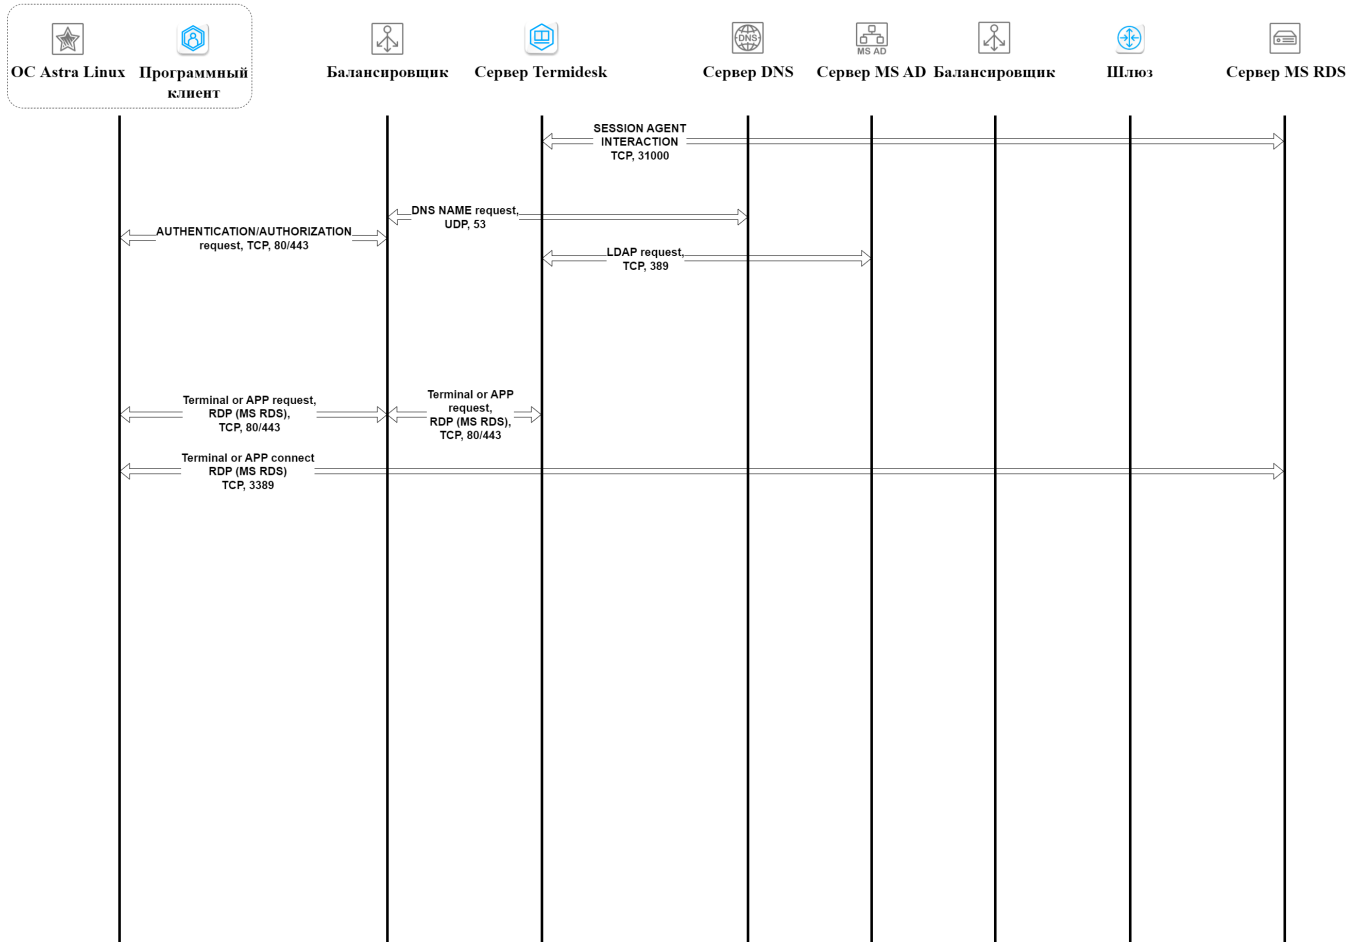 DNS
MS AD
ОС Astra Linux
Программный
клиент
Балансировщик
Сервер Termidesk
Сервер DNS
Сервер MS AD
Балансировщик
Шлюз
Сервер MS RDS
SESSION AGENT
INTERACTION
TCP, 31000
DNS NAME request,
UDP, 53
AUTHENTICATION/AUTHORIZATION
request, TCP, 80/443
LDAP request,
TCP, 389
Terminal or APP request,
RDP (MS RDS),
TCP, 80/443
Terminal or APP
request,
RDP (MS RDS),
TCP, 80/443
Terminal or APP connect
RDP (MS RDS)
TCP, 3389